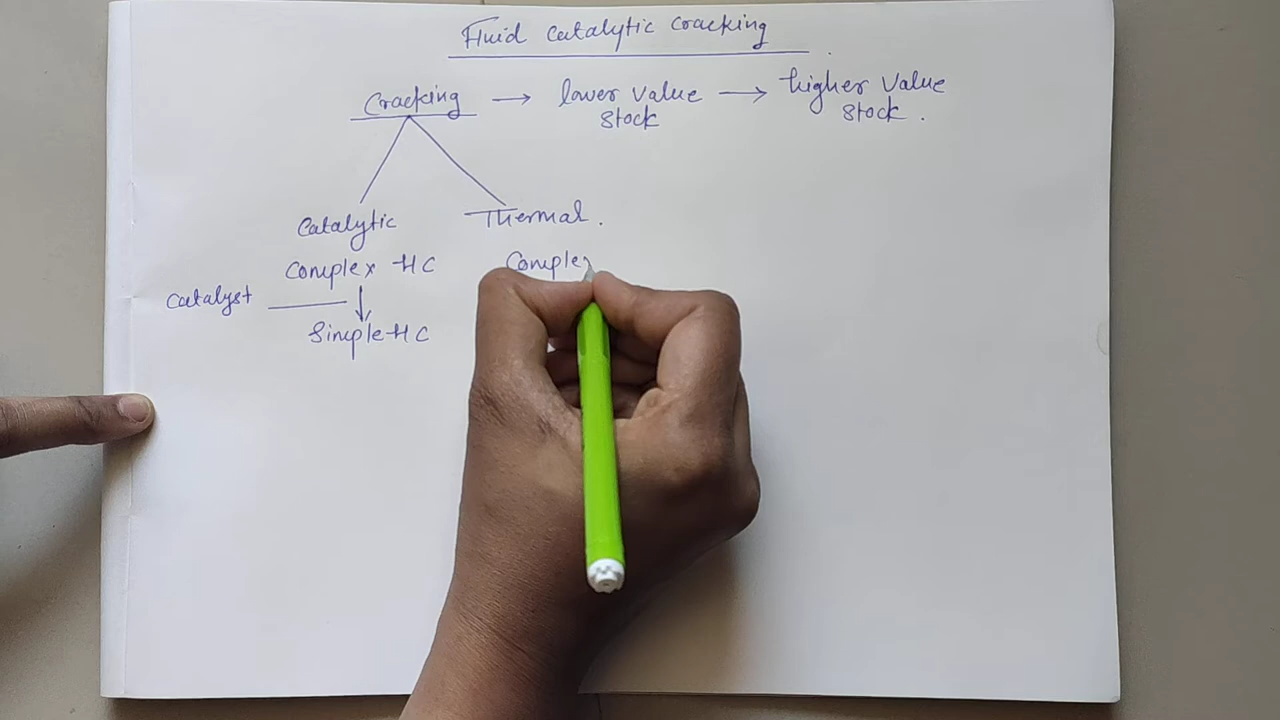 Fluid Catalytic Cracking
Cracking → lower value stock → higher value stock.
Catalytic Thermal.
Complex HC Complex
Catalyst
Simple HC